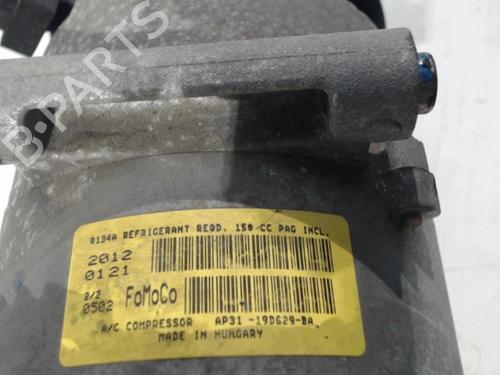 B-PARTS
R134A REFRIGERANT REQD. 150 CC PAG INCL.
2012
0121
2/2
0502
FoMoCo
A/C COMPRESSOR AP31 -19D629-BA
MADE IN HUNGARY